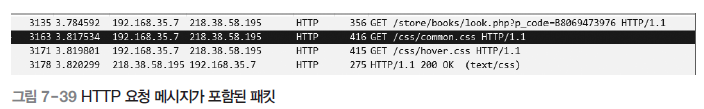 3135 3.784592 192.168.35.7 218.38.58.195 HTTP 356 GET /store/books/look.php?p_code=B8069473976 HTTP/1.1
3163 3.817534 192.168.35.7 218.38.58.195 HTTP 416 GET /css/common.css HTTP/1.1
3171 3.819801 192.168.35.7 218.38.58.195 HTTP 415 GET /css/hover.css HTTP/1.1
3178 3.820299 218.38.58.195 192.168.35.7 HTTP 275 HTTP/1.1 200 OK (text/css)
그림 7-39 HTTP 요청 메시지가 포함된 패킷